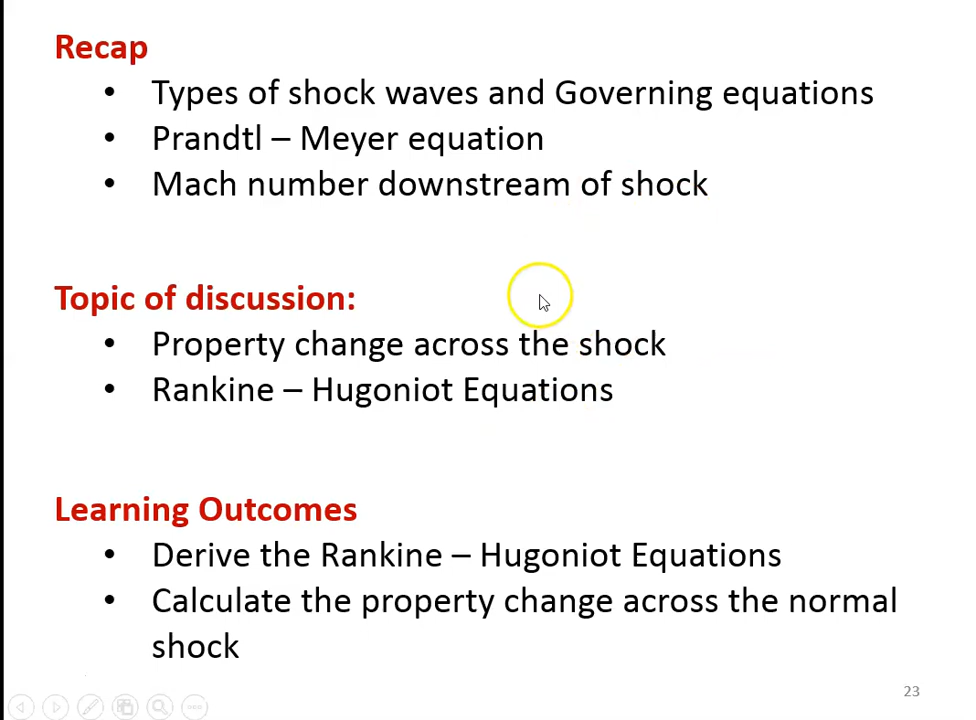 Recap
• Types of shock waves and Governing equations
• Prandtl – Meyer equation
• Mach number downstream of shock
Topic of discussion:
• Property change across the shock
• Rankine – Hugoniot Equations
Learning Outcomes
• Derive the Rankine – Hugoniot Equations
• Calculate the property change across the normal
shock
23